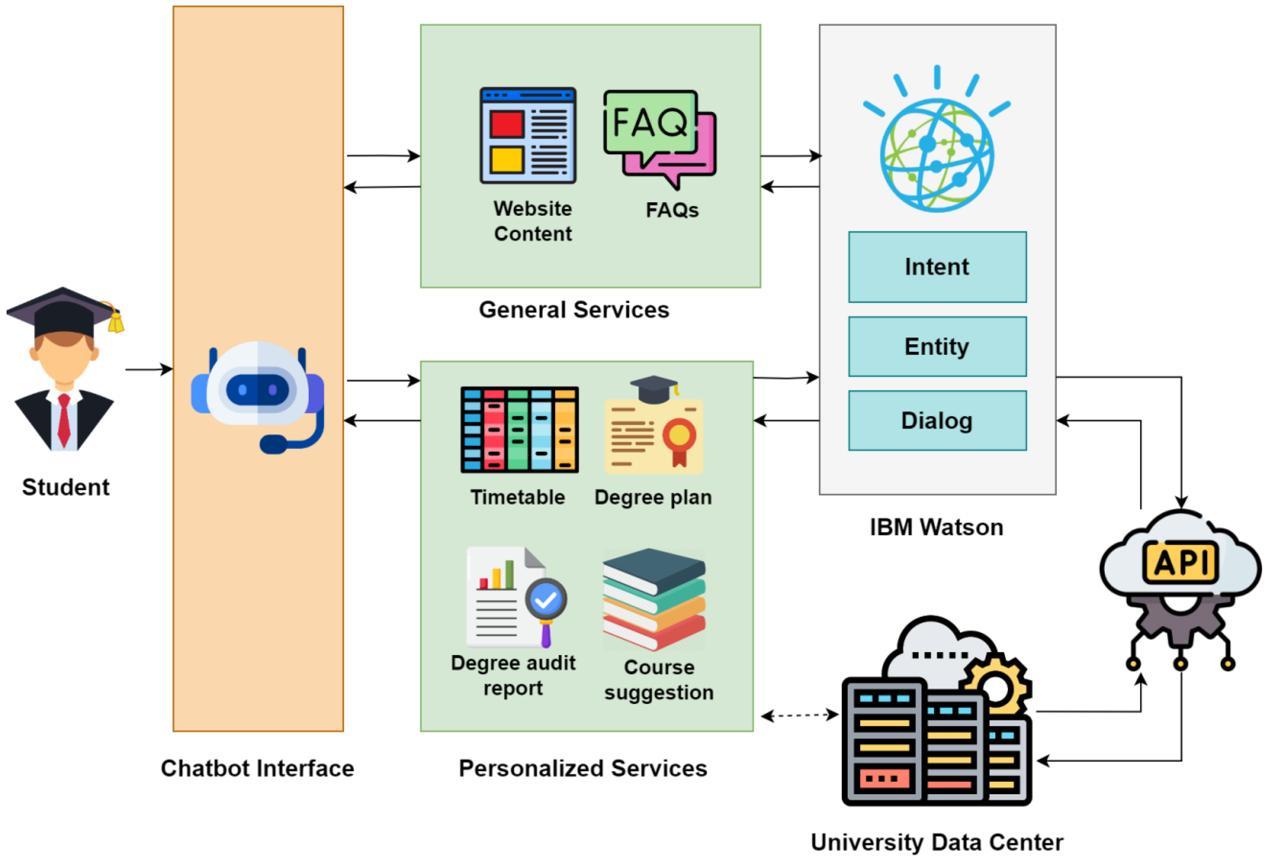 FAQ
Website
Content
FAQs
General Services
Intent
Entity
Dialog
IBM Watson
Student
Timetable
Degree plan
Degree audit
report
Course
suggestion
Chatbot Interface
Personalized Services
API
University Data Center